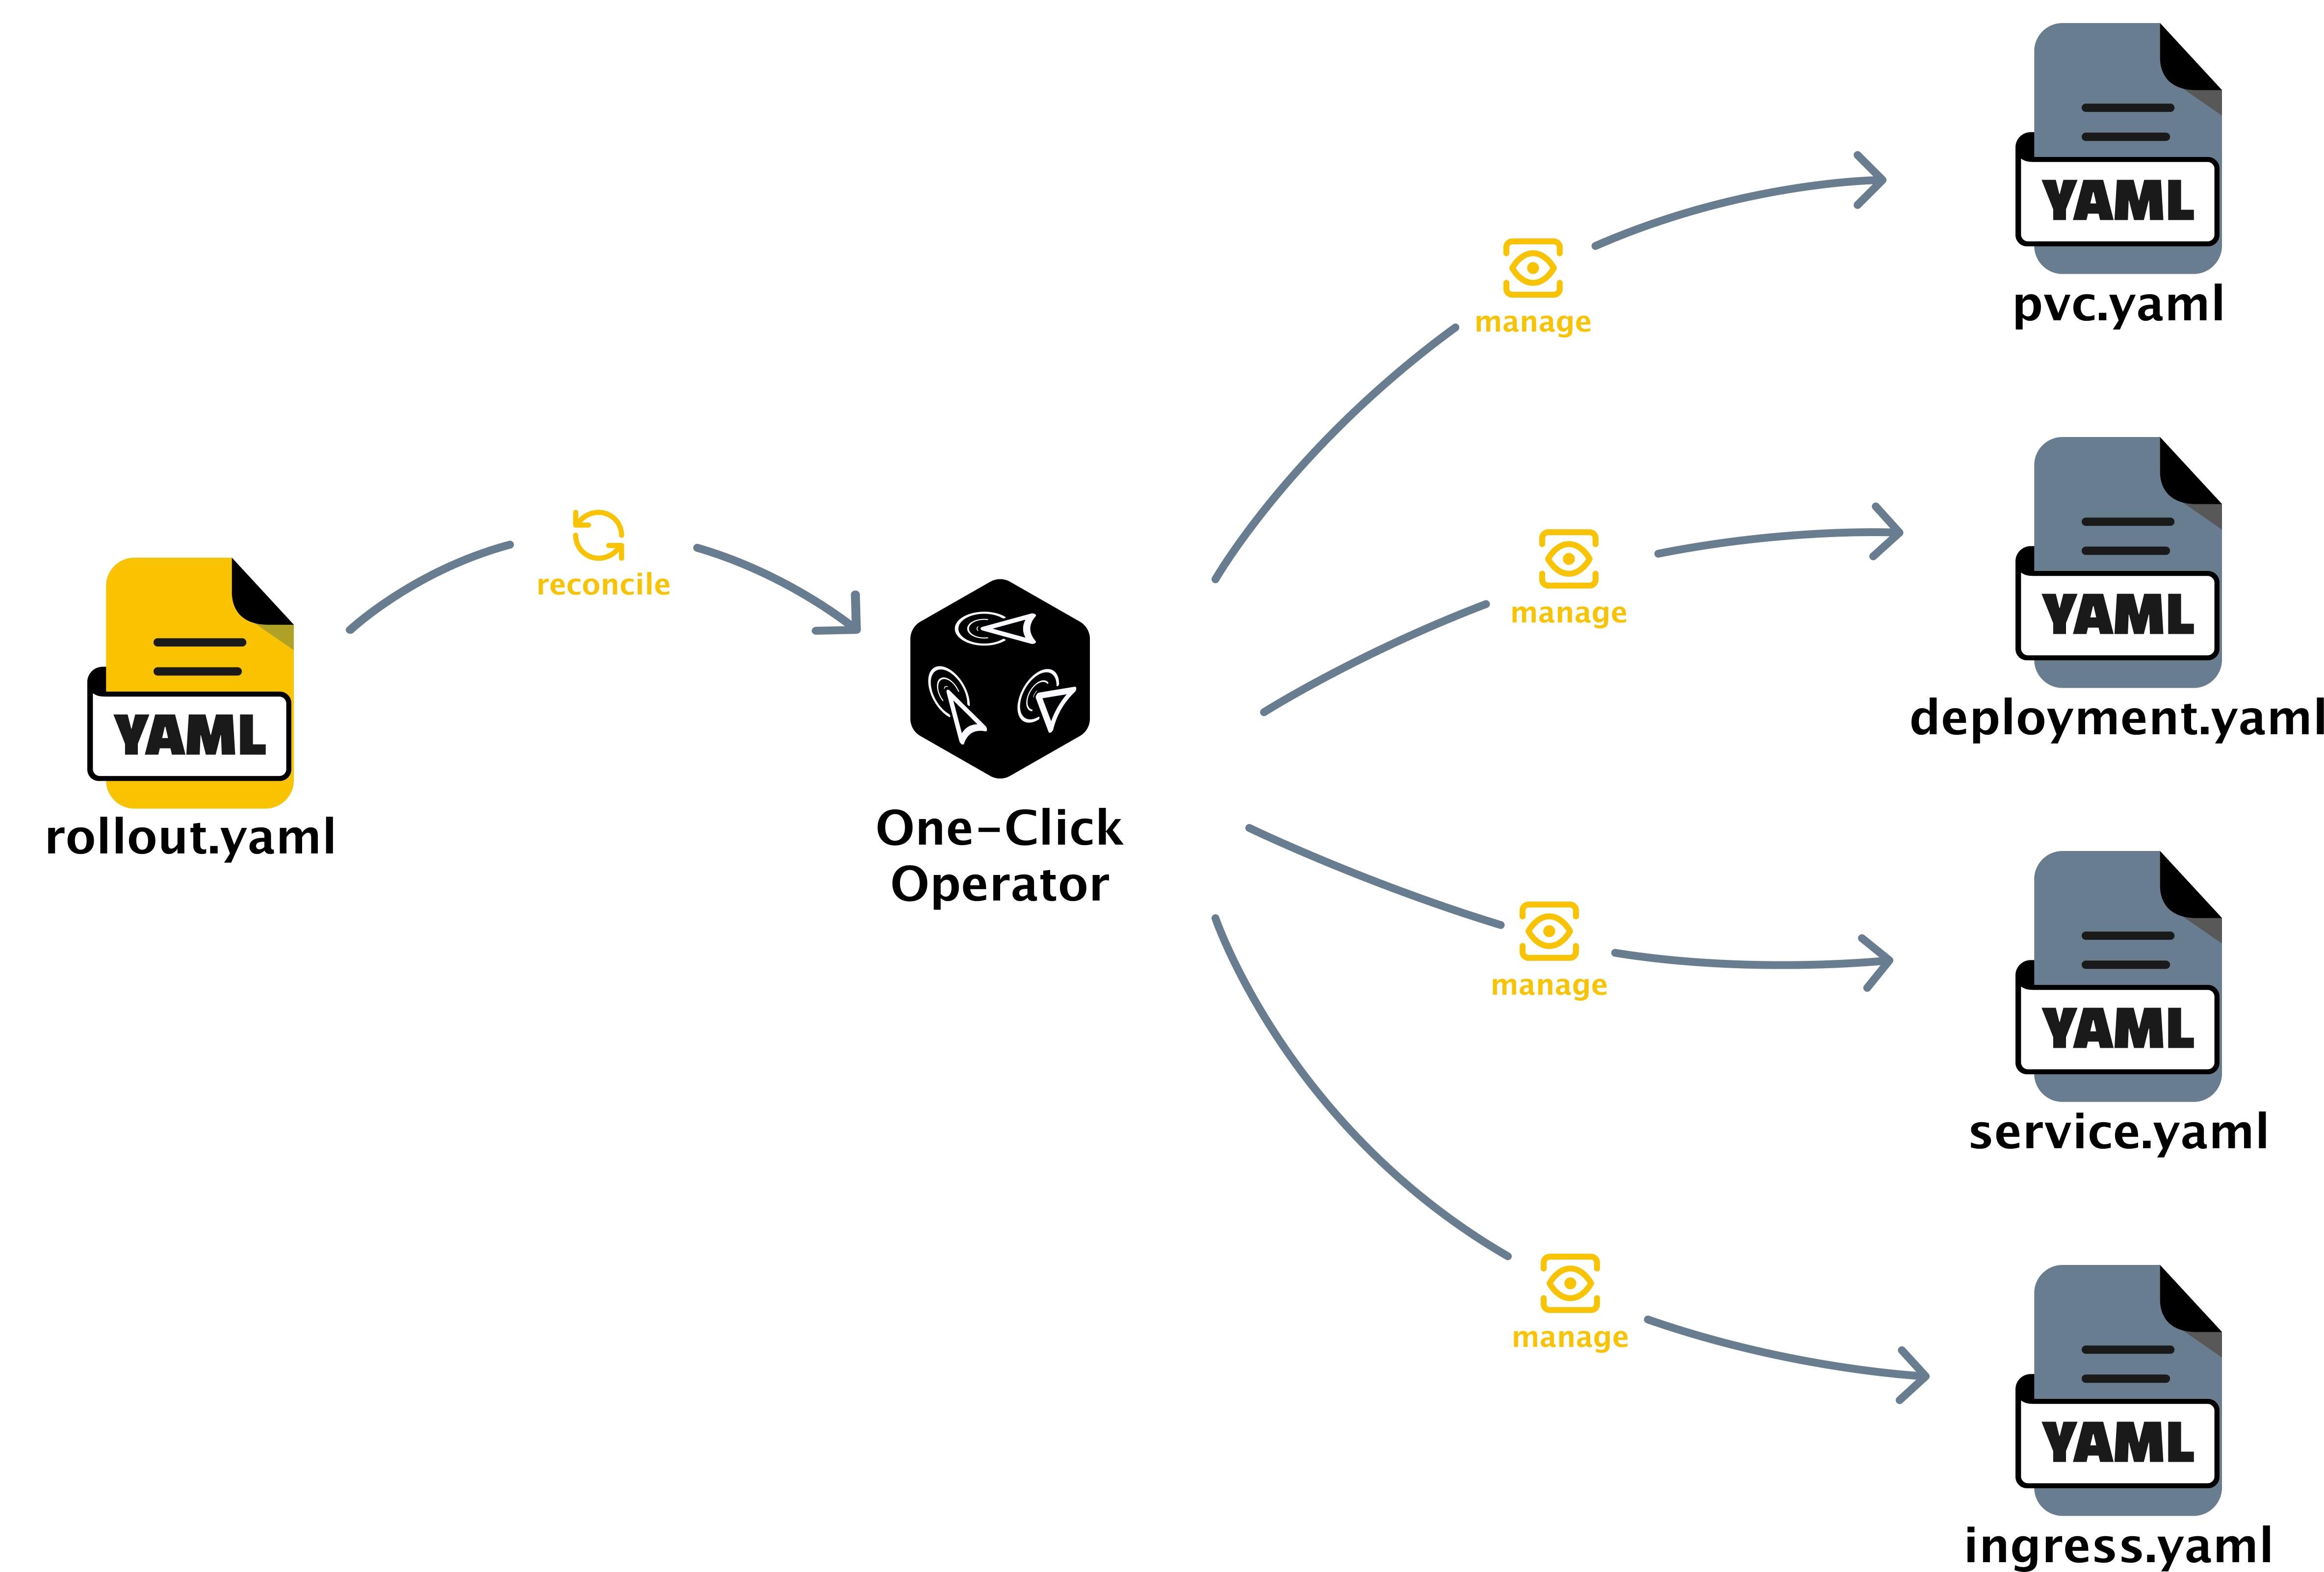 YAML
rollout.yaml
reconcile
One-Click
Operator
manage
YAML
pvc.yaml
manage
YAML
deployment.yaml
manage
YAML
service.yaml
manage
YAML
ingress.yaml